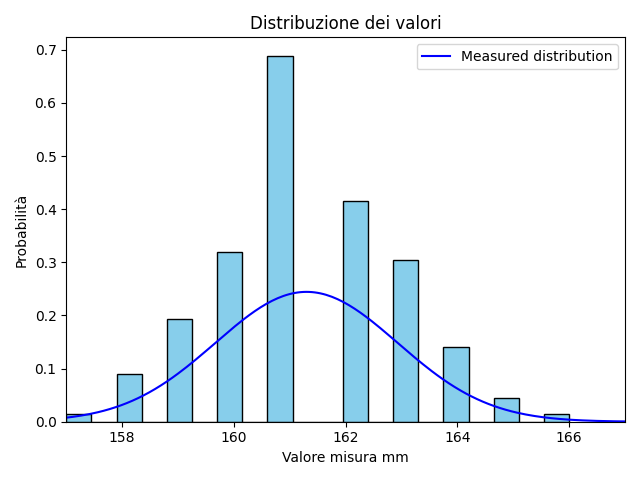 Distribuzione dei valori
Measured distribution
0.7
0.6
0.5
0.4
0.3
0.2
0.1
0.0
Probabilità
158 160 162 164 166
Valore misura mm